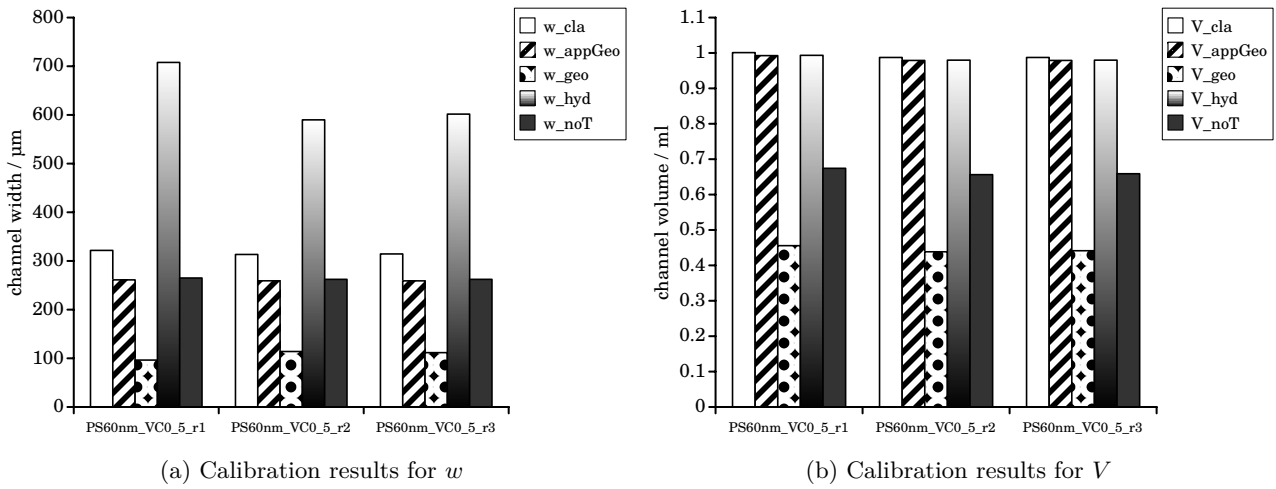 800
700
600
500
400
300
200
100
0
channel width / µm
w_cla
w_appGeo
w_geo
w_hyd
w_noT
PS60nm_VC0_5_r1
PS60nm_VC0_5_r2
PS60nm_VC0_5_r3
(a) Calibration results for w
1.1
1
0.9
0.8
0.7
0.6
0.5
0.4
0.3
0.2
0.1
0
channel volume / ml
V_cla
V_appGeo
V_geo
V_hyd
V_noT
PS60nm_VC0_5_r1
PS60nm_VC0_5_r2
PS60nm_VC0_5_r3
(b) Calibration results for V